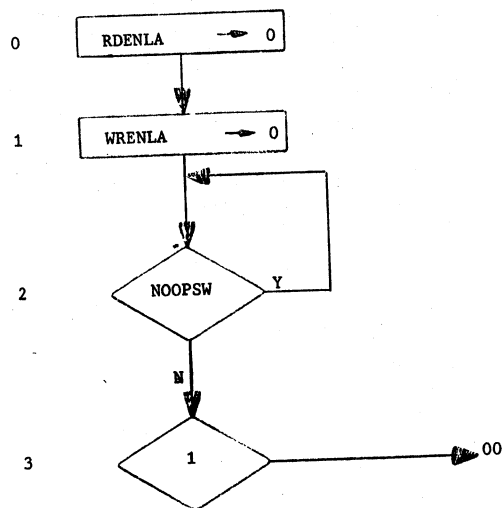 0 RDENLA → 0
1 WRENLA → 0
2 NOOPSW Y
N
3 1 00